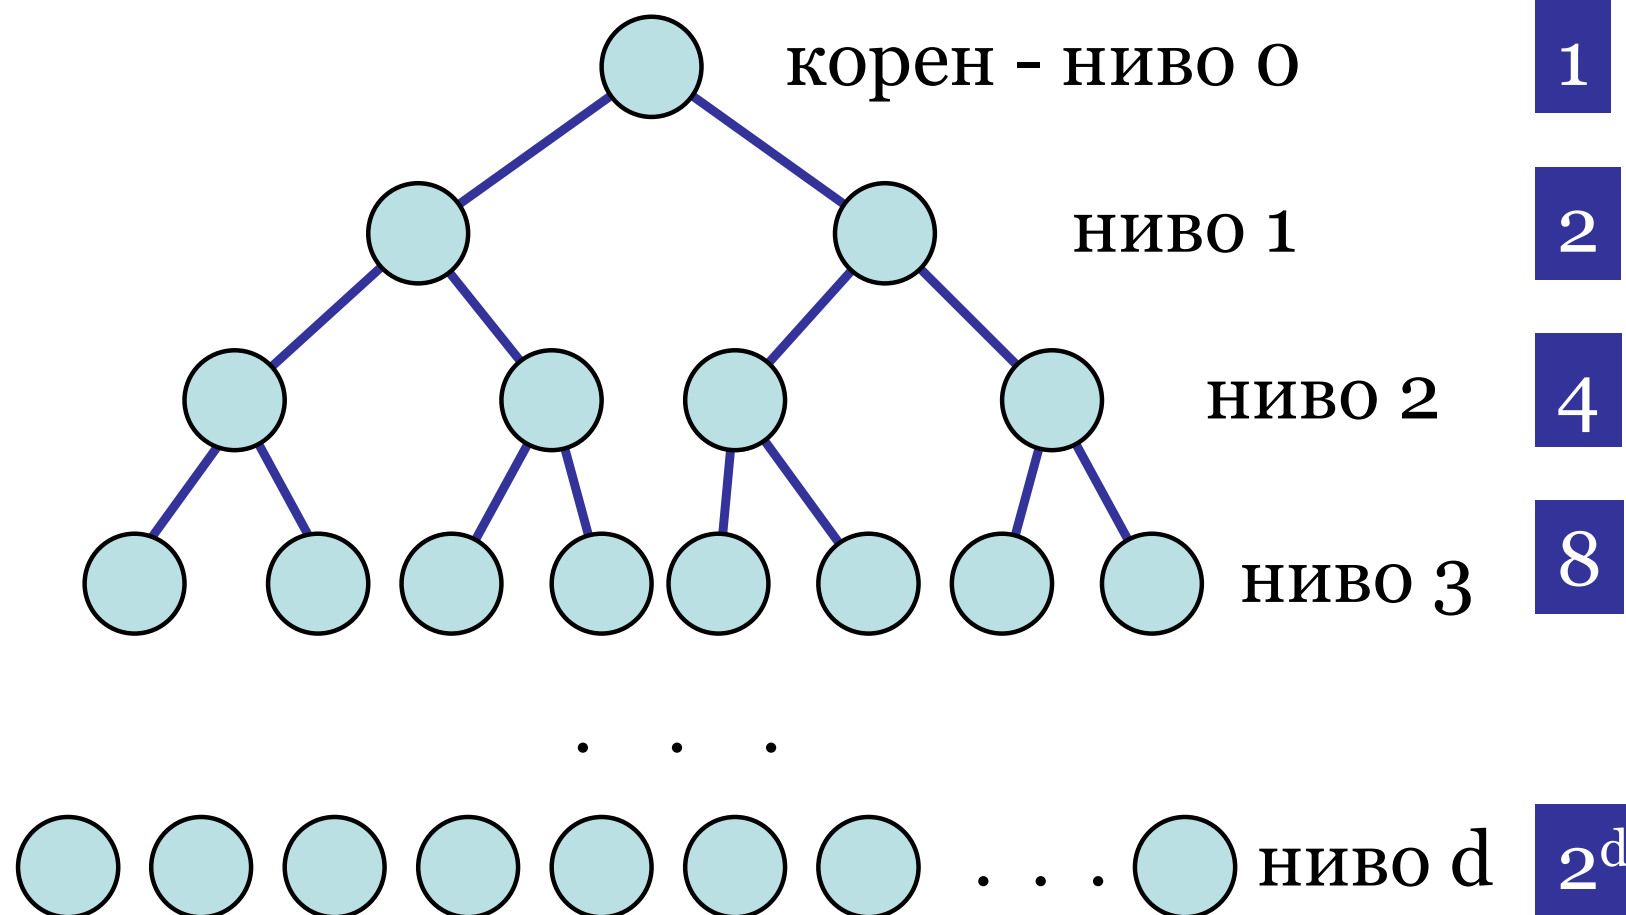 корен - ниво 0 1
ниво 1 2
ниво 2 4
ниво 3 8
. . .
. . . ниво d 2ᵈ